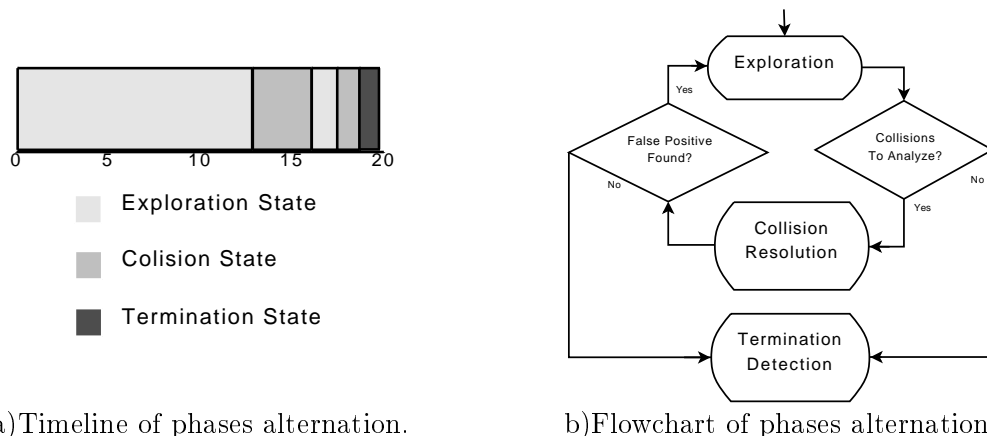 0 5 10 15 20
Exploration State
Colision State
Termination State
a)Timeline of phases alternation.
Exploration
Yes
False Positive
Found?
No
Collisions
To Analyze?
No
Yes
Collision
Resolution
Termination
Detection
b)Flowchart of phases alternation